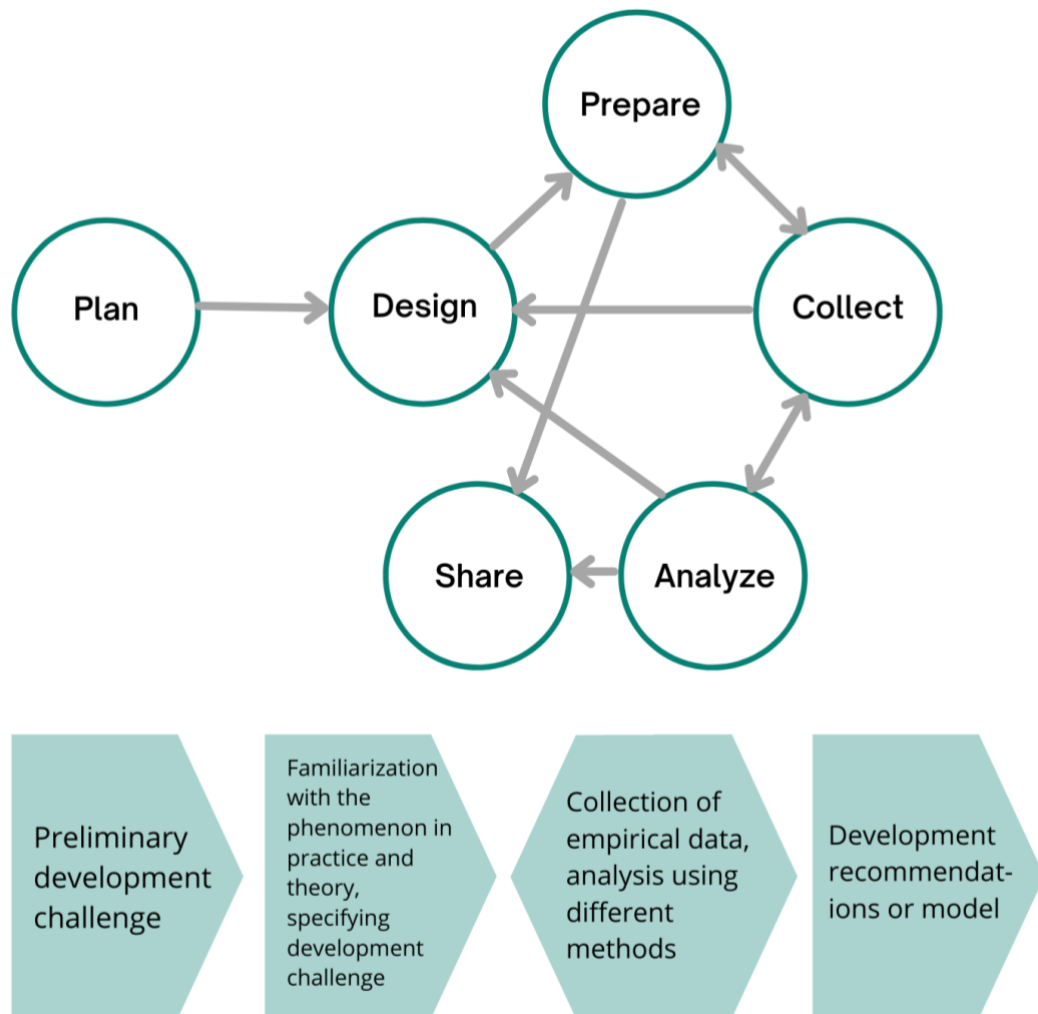 Prepare
Plan
Design
Collect
Share
Analyze
Preliminary
development
challenge
Familiarization
with the
phenomenon in
practice and
theory,
specifying
development
challenge
Collection of
empirical data,
analysis using
different
methods
Development
recommendat-
ions or model